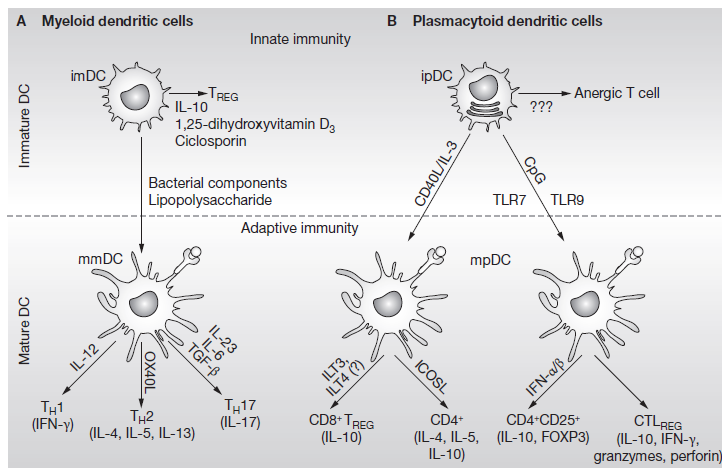 A Myeloid dendritic cells
B Plasmacytoid dendritic cells
Innate immunity
Immature DC
imDC
TREG
IL-10
1,25-dihydroxyvitamin D3
Ciclosporin
ipDC
???
Anergic T cell
Bacterial components
Lipopolysaccharide
CD40L/IL-3
CpG
TLR7
TLR9
Adaptive immunity
Mature DC
mmDC
mpDC
IL-12
OX40L
IL-23
IL-6
TGF-β
ILT3,
ILT4 (?)
ICOSL
IFN-α/β
TH1
(IFN-γ)
TH2
(IL-4, IL-5, IL-13)
TH17
(IL-17)
CD8+ TREG
(IL-10)
CD4+
(IL-4, IL-5,
IL-10)
CD4+CD25+
(IL-10, FOXP3)
CTLREG
(IL-10, IFN-γ,
granzymes, perforin)